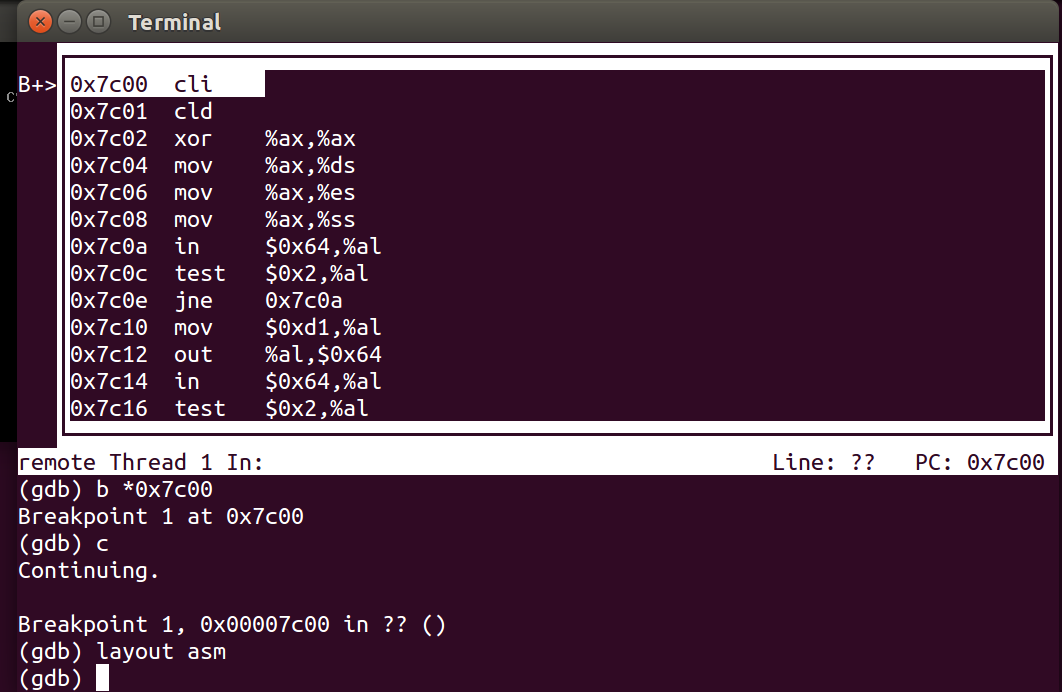 Terminal
B+> 0x7c00 cli
0x7c01 cld
0x7c02 xor %ax,%ax
0x7c04 mov %ax,%ds
0x7c06 mov %ax,%es
0x7c08 mov %ax,%ss
0x7c0a in $0x64,%al
0x7c0c test $0x2,%al
0x7c0e jne 0x7c0a
0x7c10 mov $0xd1,%al
0x7c12 out %al,$0x64
0x7c14 in $0x64,%al
0x7c16 test $0x2,%al
remote Thread 1 In: Line: ?? PC: 0x7c00
(gdb) b *0x7c00
Breakpoint 1 at 0x7c00
(gdb) c
Continuing.
Breakpoint 1, 0x00007c00 in ?? ()
(gdb) layout asm
(gdb)